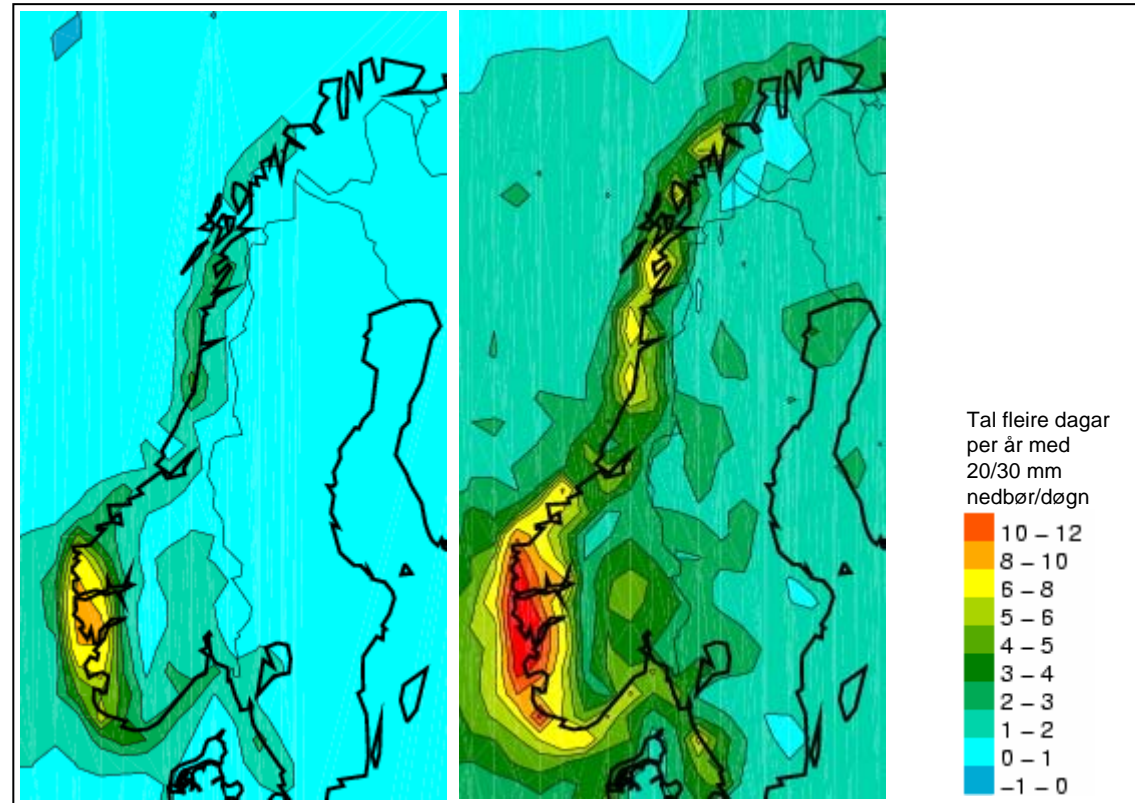 Tal fleire dagar
per år med
20/30 mm
nedbør/døgn
10 – 12
8 – 10
6 – 8
5 – 6
4 – 5
3 – 4
2 – 3
1 – 2
0 – 1
–1 – 0